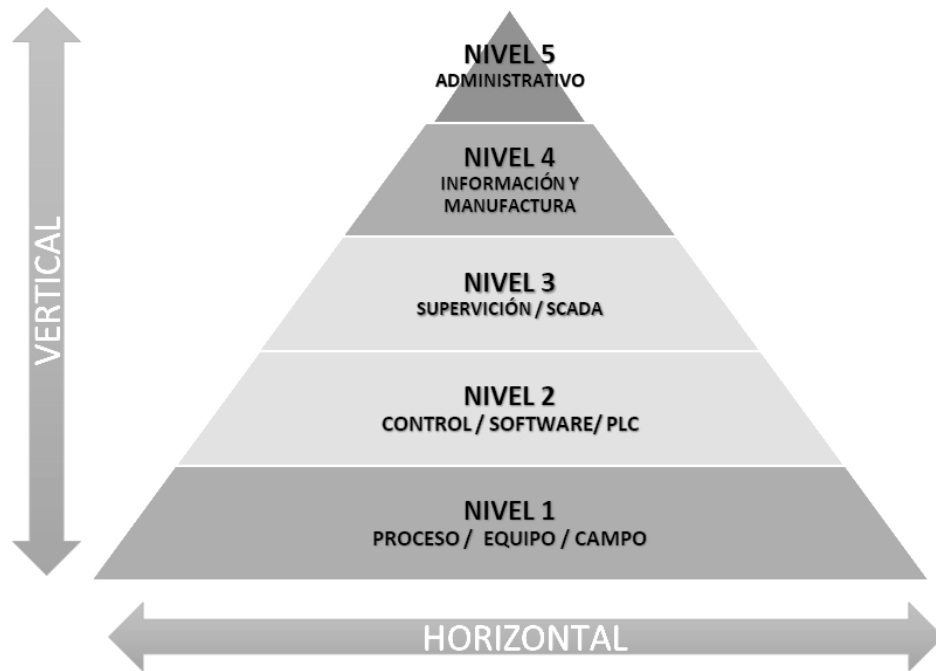 NIVEL 5
ADMINISTRATIVO
NIVEL 4
INFORMACIÓN Y
MANUFACTURA
NIVEL 3
SUPERVICIÓN / SCADA
NIVEL 2
CONTROL / SOFTWARE/ PLC
NIVEL 1
PROCESO /  EQUIPO / CAMPO
VERTICAL
HORIZONTAL